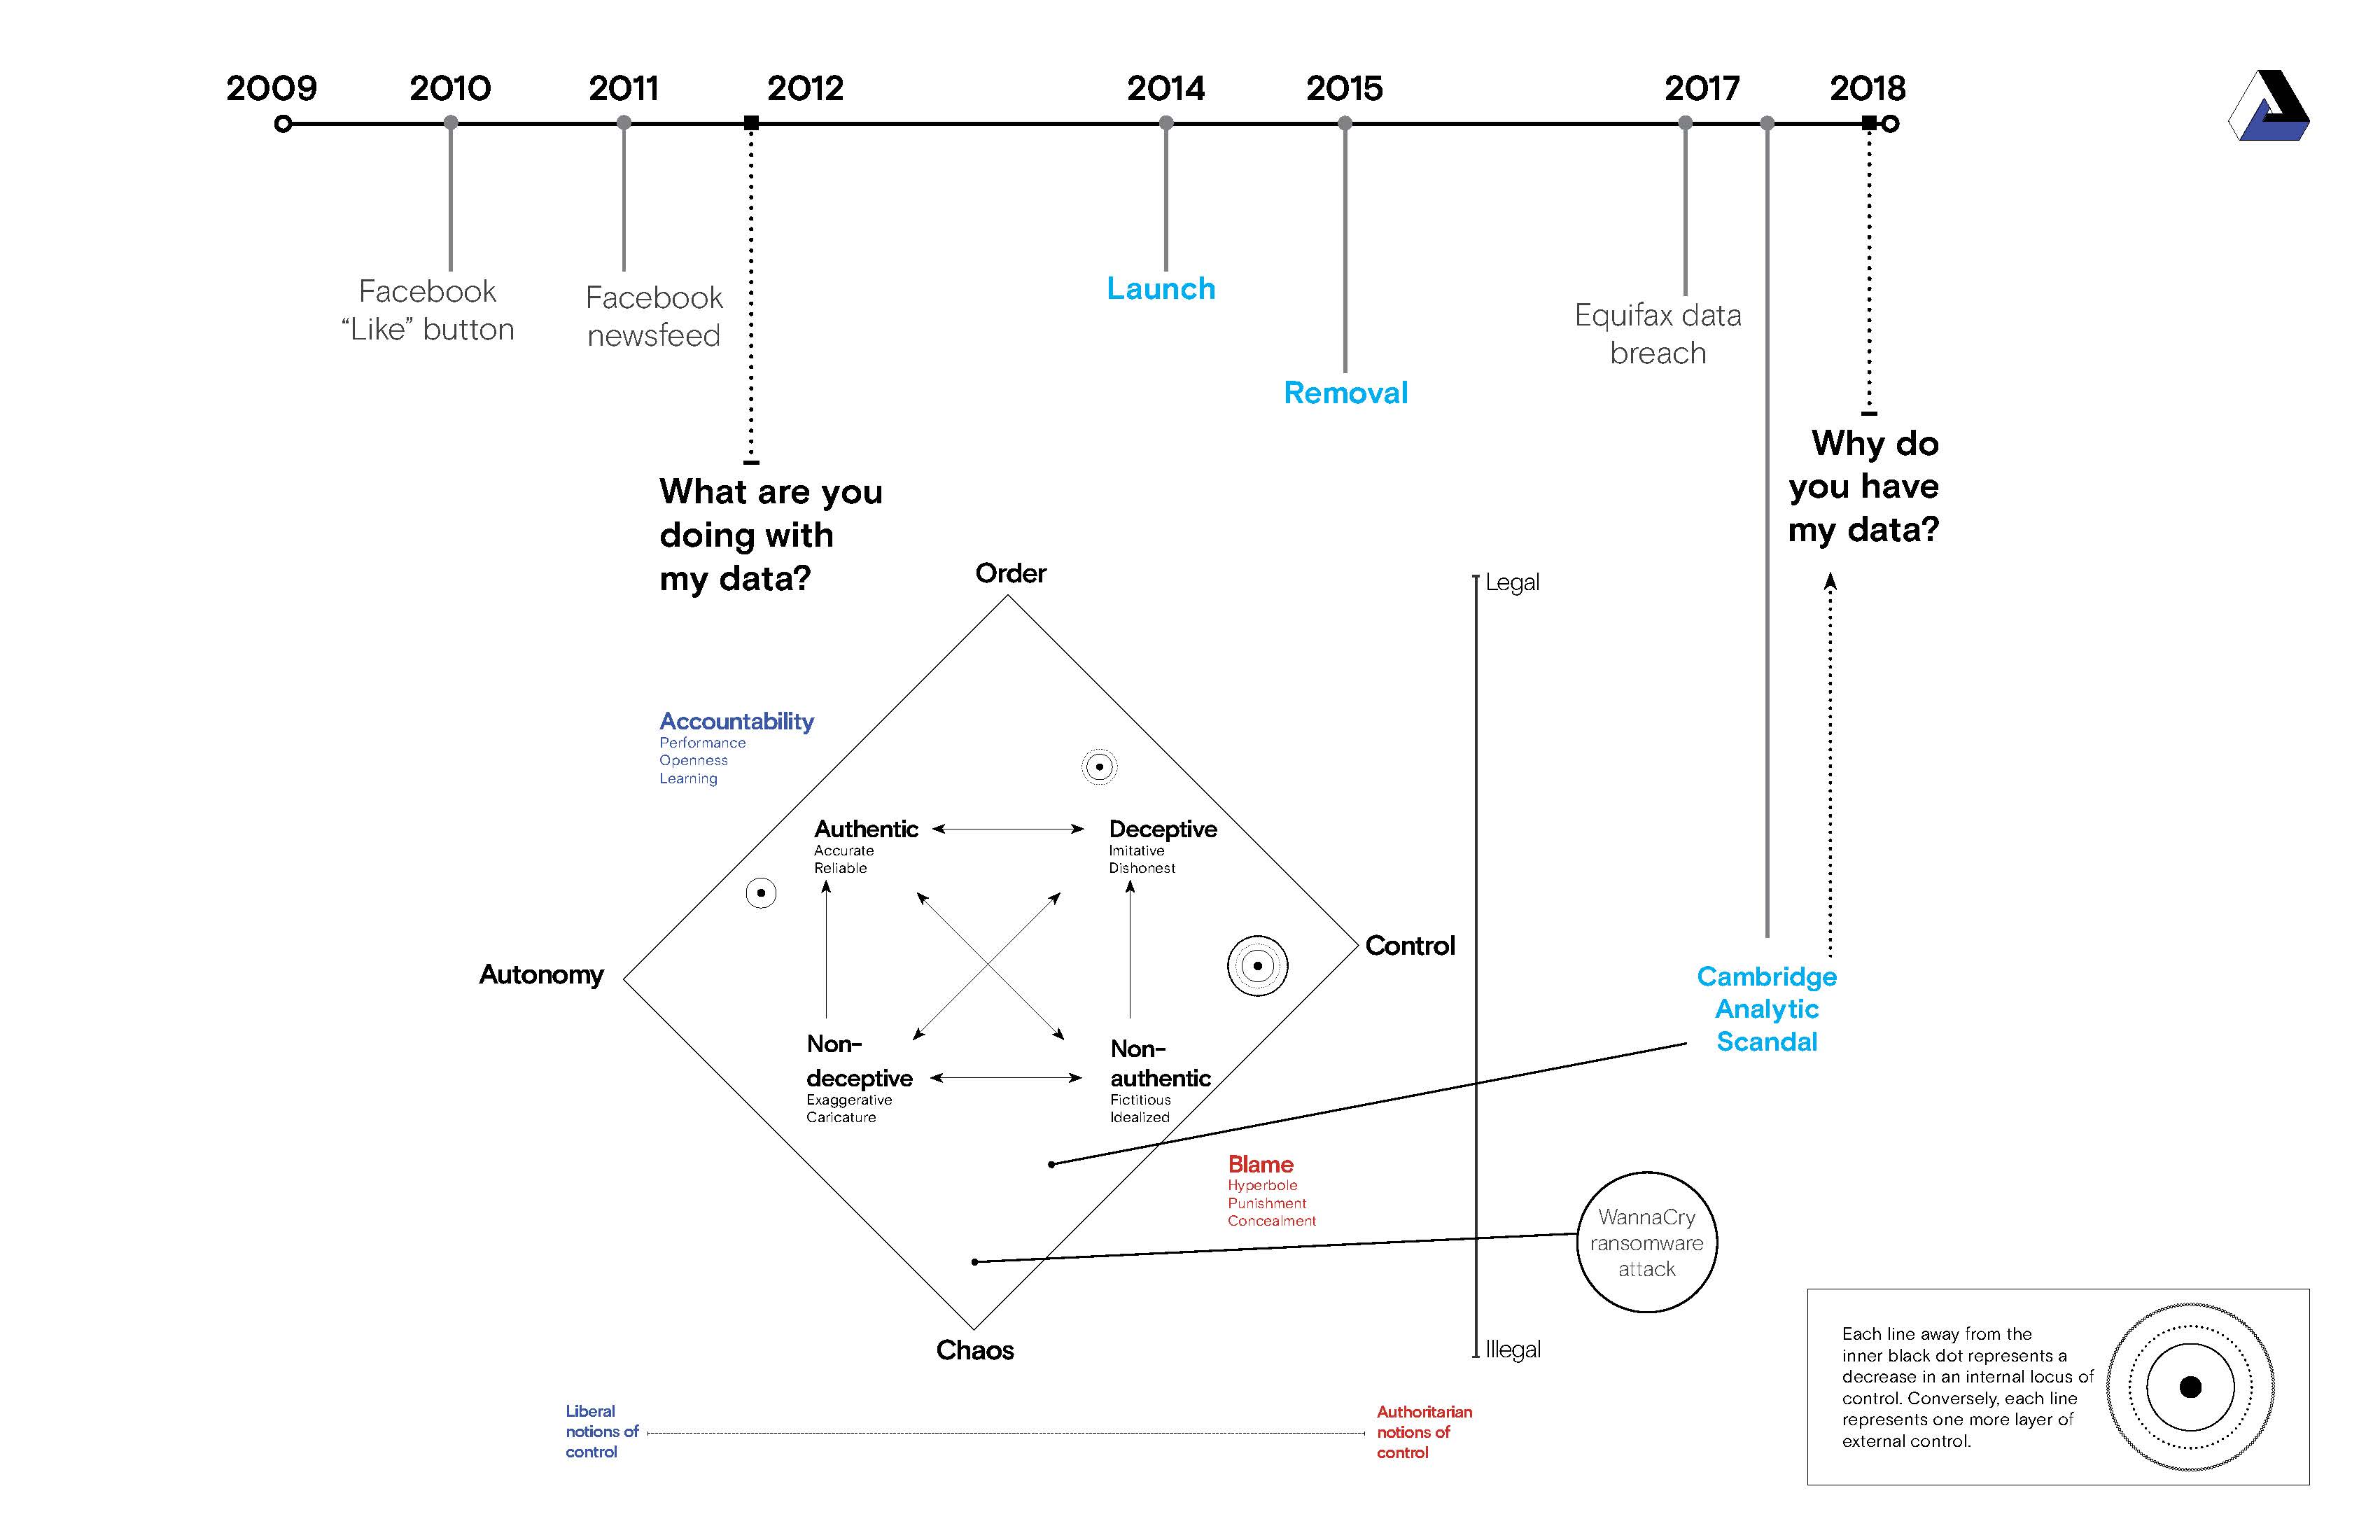 2009 2010 2011 2012 2014 2015 2017 2018
Facebook
“Like” button
Facebook
newsfeed
Launch
Removal
Equifax data
breach
What are you
doing with
my data?
Why do
you have
my data?
Order
Legal
Accountability
Performance
Openness
Learning
Authentic
Accurate
Reliable
Deceptive
Imitative
Dishonest
Autonomy
Control
Cambridge
Analytic
Scandal
Non-
deceptive
Exaggerative
Caricature
Non-
authentic
Fictitious
Idealized
Blame
Hyperbole
Punishment
Concealment
WannaCry
ransomware
attack
Chaos
Illegal
Liberal
notions of
control
Authoritarian
notions of
control
Each line away from the
inner black dot represents a
decrease in an internal locus of
control. Conversely, each line
represents one more layer of
external control.